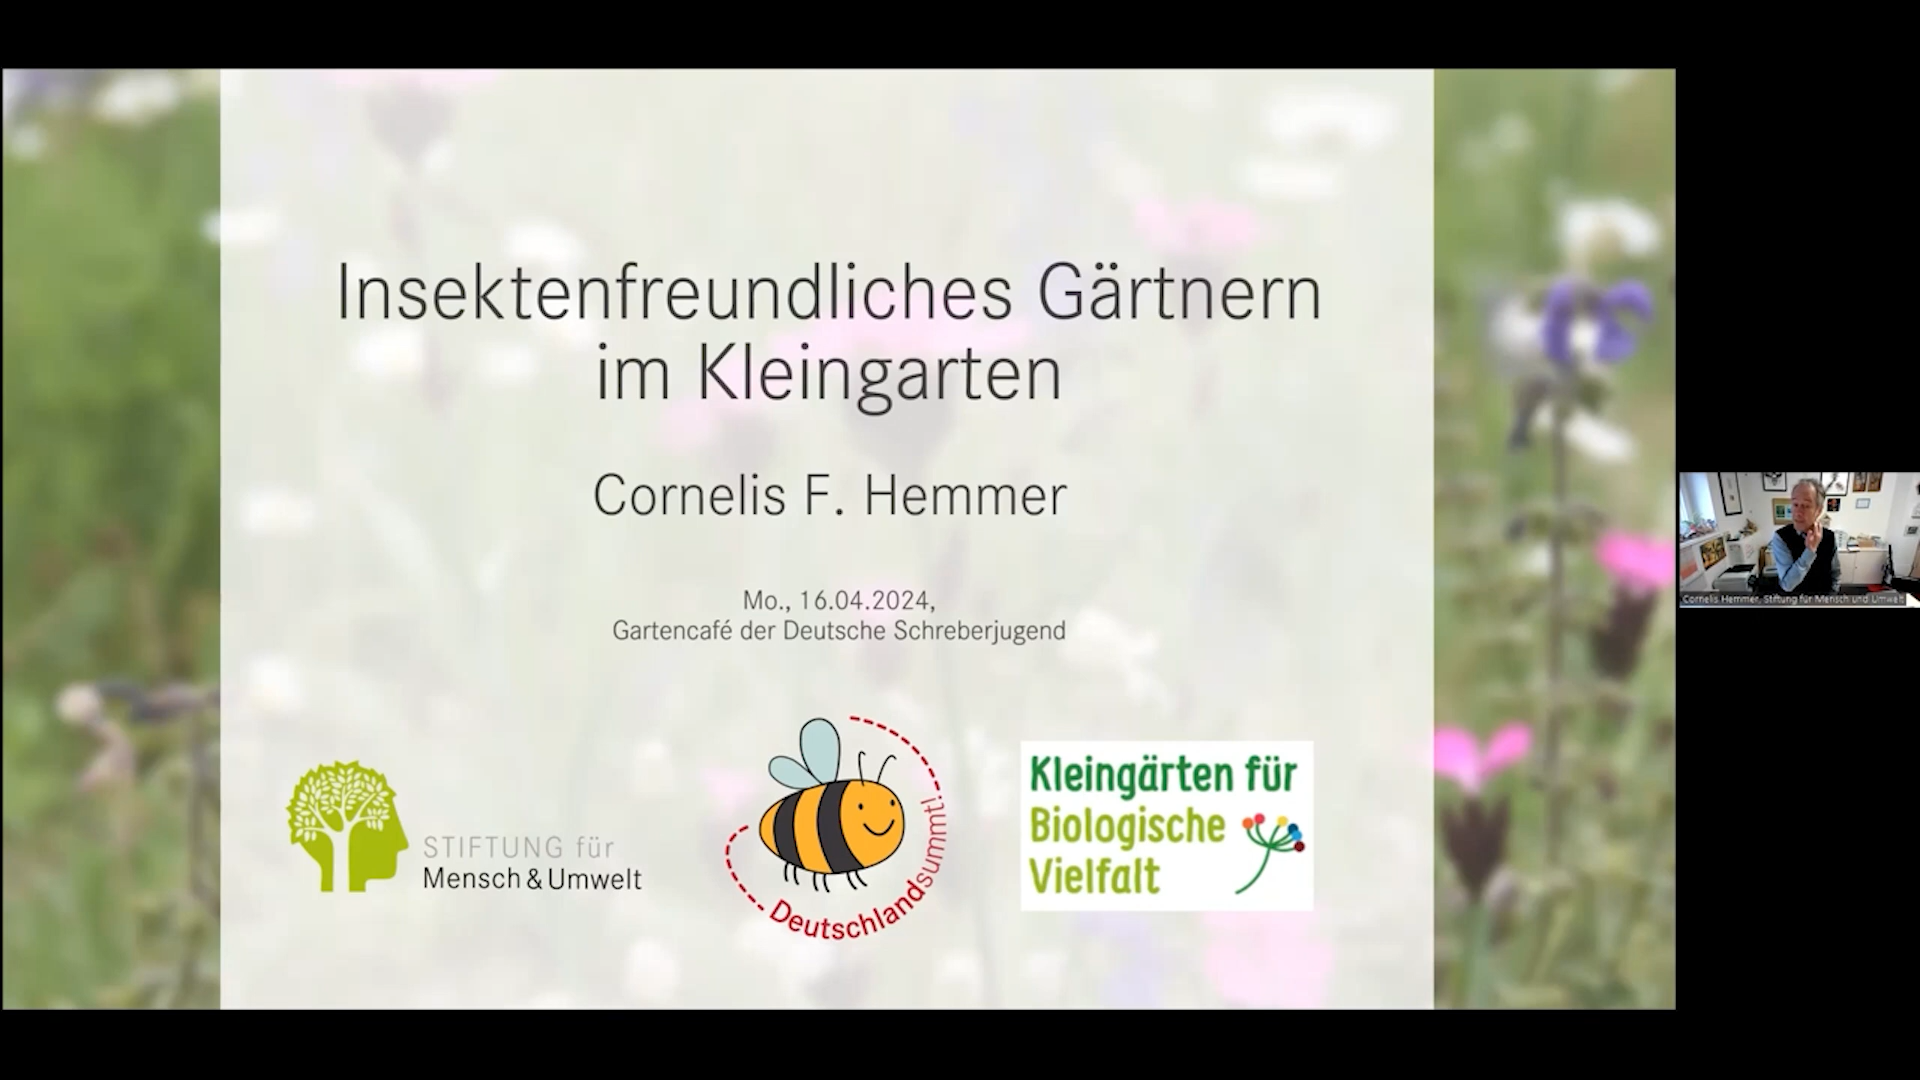 Insektenfreundliches Gärtnern
im Kleingarten
Cornelis F. Hemmer
Mo., 16.04.2024,
Gartencafé der Deutsche Schreberjugend
STIFTUNG für
Mensch & Umwelt
Deutschlandsummt!
Kleingärten für
Biologische
Vielfalt
Cornelis Hemmer, Stiftung für Mensch und Umwelt